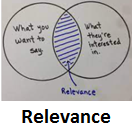 What you
want to
say.
What
they're
interested
in.
Relevance
Relevance